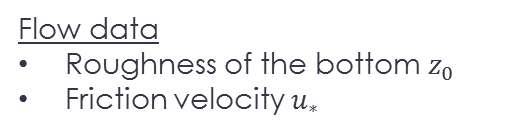 Flow data
• Roughness of the bottom z₀
• Friction velocity u⁎